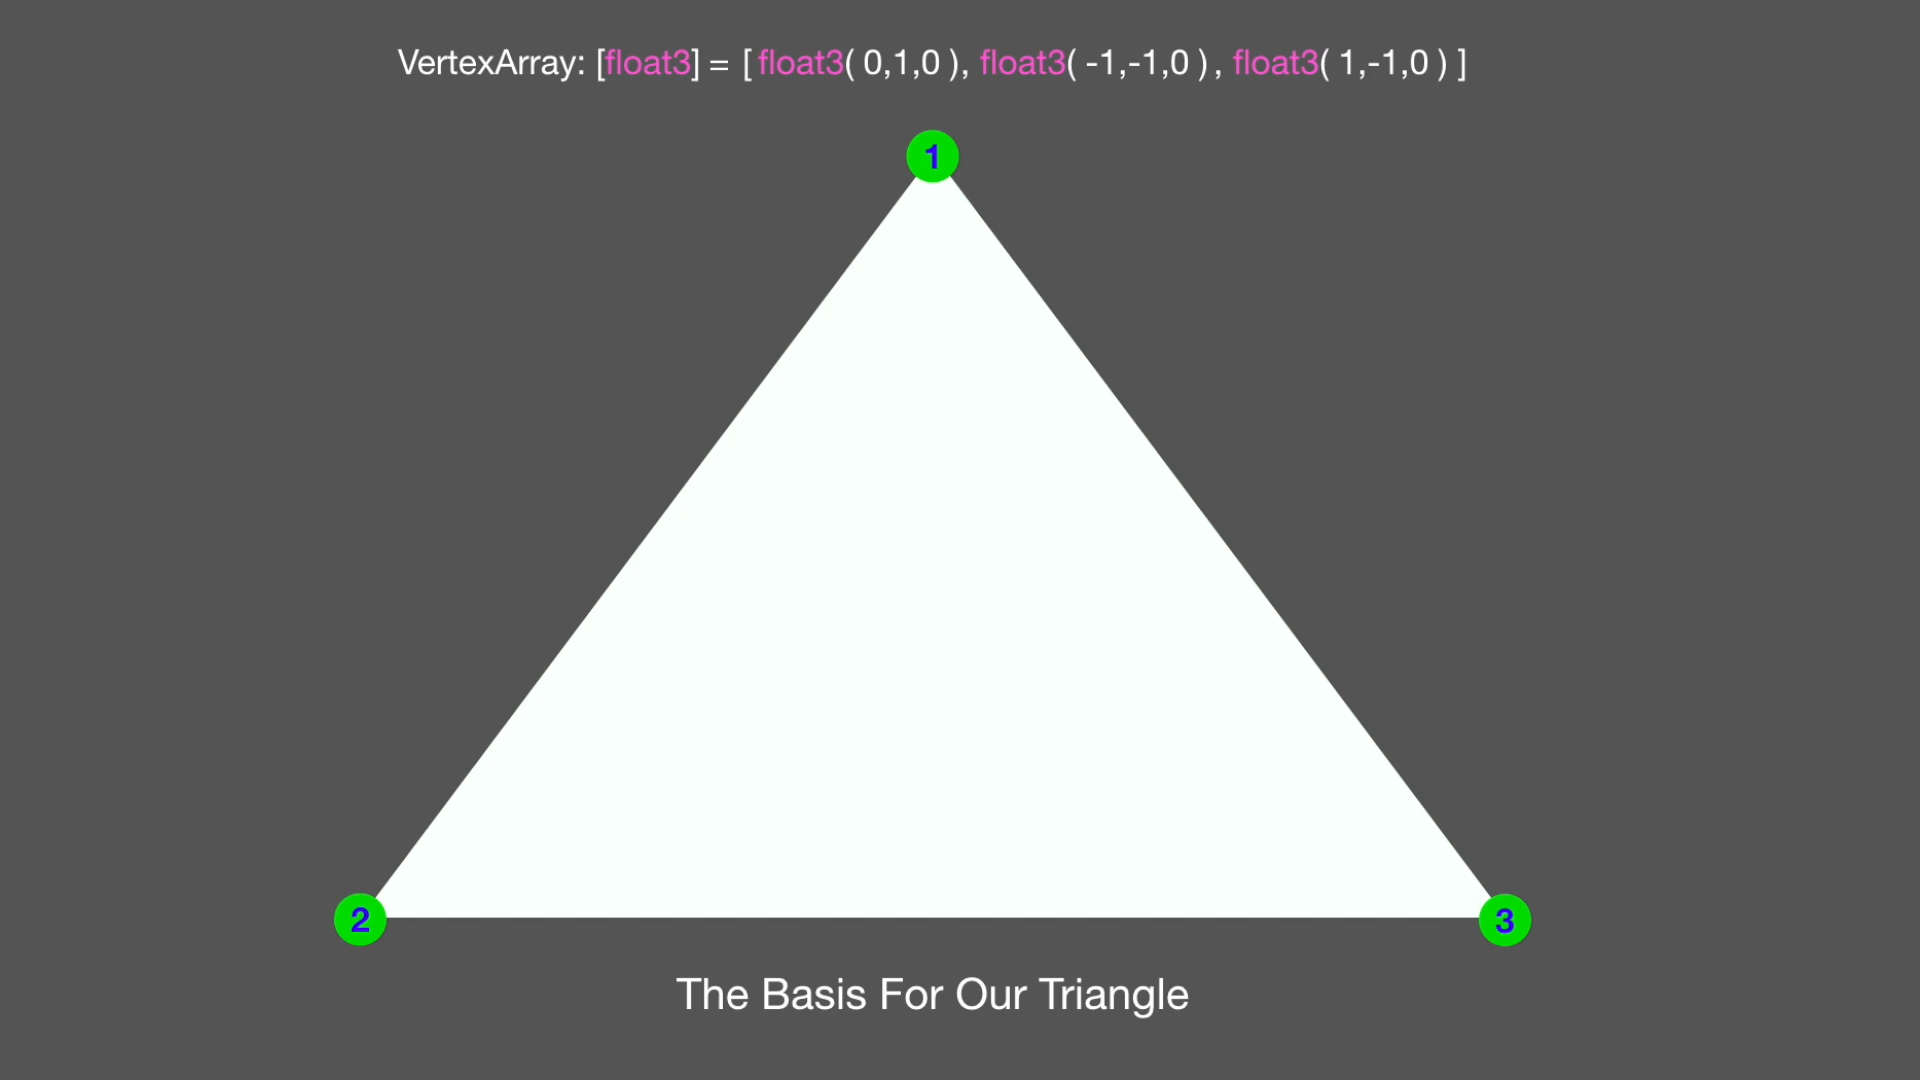 VertexArray: [float3] = [ float3( 0,1,0 ), float3( -1,-1,0 ) , float3( 1,-1,0 ) ]
1
2
3
The Basis For Our Triangle